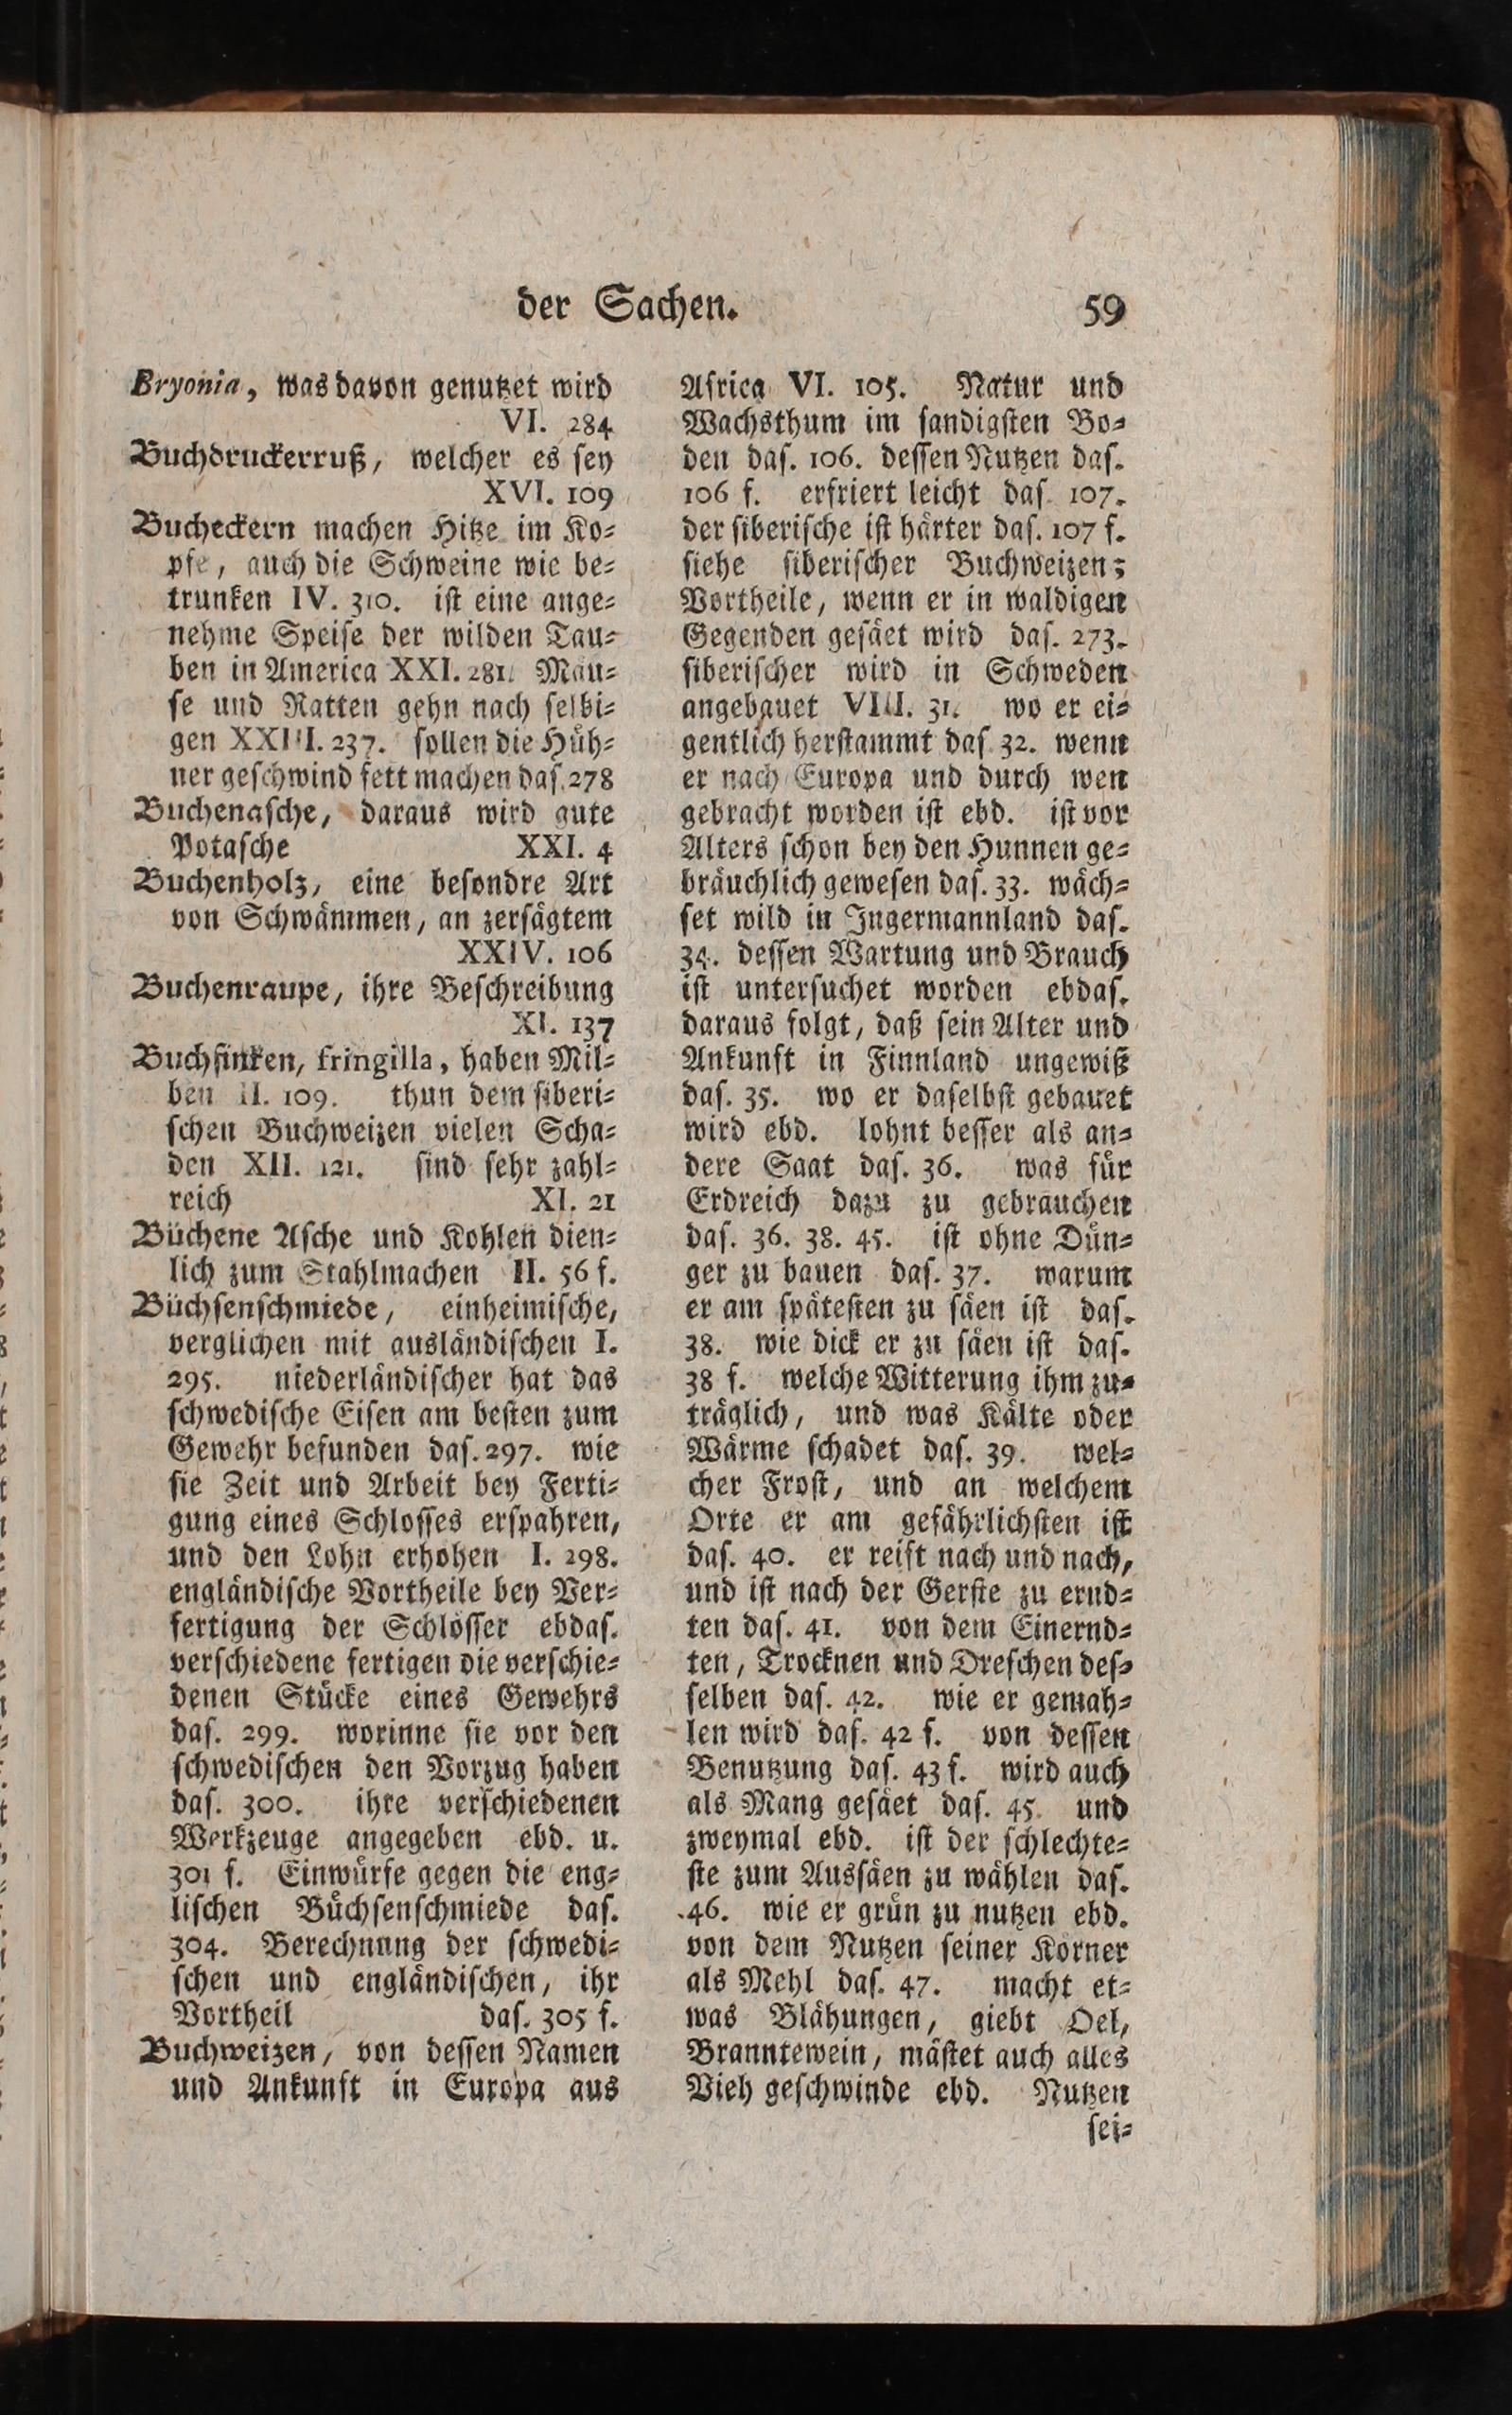 der Sachen. 59
Bryonia, was davon genutzet wird
VI. 284
Buchdruckerruß, welcher es ſey
XVI. 109
Bucheckern machen Hitze im Ko⸗
pfe, auch die Schweine wie be⸗
trunken IV. 310. iſt eine ange⸗
nehme Speiſe der wilden Tau⸗
ben in America XXI. 281. Mäu⸗
ſe und Ratten gehn nach ſelbi⸗
gen XXIII. 237. ſollen die Hüh⸗
ner geſchwind fett machen daſ. 278
Buchenaſche, daraus wird gute
Potaſche XXI. 4
Buchenholz, eine beſondre Art
von Schwämmen, an zerſägtem
XXIV. 106
Buchenraupe, ihre Beſchreibung
XI. 137
Buchfinken, fringilla, haben Mil⸗
ben II. 109. thun dem ſiberi⸗
ſchen Buchweizen vielen Scha⸗
den XII. 121. ſind ſehr zahl⸗
reich XI. 21
Büchene Aſche und Kohlen dien⸗
lich zum Stahlmachen II. 56 f.
Büchſenſchmiede, einheimiſche,
verglichen mit ausländiſchen I.
295. niederländiſcher hat das
ſchwediſche Eiſen am beſten zum
Gewehr befunden daſ. 297. wie
ſie Zeit und Arbeit bey Ferti⸗
gung eines Schloſſes erſpahren,
und den Lohn erhohen I. 298.
engländiſche Vortheile bey Ver⸗
fertigung der Schlöſſer ebdaſ.
verſchiedene fertigen die verſchie⸗
denen Stücke eines Gewehrs
daſ. 299. worinne ſie vor den
ſchwediſchen den Vorzug haben
daſ. 300. ihre verſchiedenen
Werkzeuge angegeben ebd. u.
301 f. Einwürfe gegen die eng⸗
liſchen Büchſenſchmiede daſ.
304. Berechnung der ſchwedi⸗
ſchen und engländiſchen, ihr
Vortheil daſ. 305 f.
Buchweizen, von deſſen Namen
und Ankunft in Europa aus
Africa VI. 105. Natur und
Wachsthum im ſandigſten Bo⸗
den daſ. 106. deſſen Nutzen daſ.
106 f. erfriert leicht daſ. 107.
der ſiberiſche iſt härter daſ. 107 f.
ſiehe ſiberiſcher Buchweizen;
Vortheile, wenn er in waldigen
Gegenden geſäet wird daſ. 273.
ſiberiſcher wird in Schweden
angebauet VIII. 31. wo er ei⸗
gentlich herſtammt daſ. 32. wenn
er nach Europa und durch wen
gebracht worden iſt ebd. iſt vor
Alters ſchon bey den Hunnen ge⸗
bräuchlich geweſen daſ. 33. wäch⸗
ſet wild in Ingermannland daſ.
34. deſſen Wartung und Brauch
iſt unterſuchet worden ebdaſ.
daraus folgt, daß ſein Alter und
Ankunft in Finnland ungewiß
daſ. 35. wo er daſelbſt gebauet
wird ebd. lohnt beſſer als an⸗
dere Saat daſ. 36. was für
Erdreich dazu zu gebrauchen
daſ. 36. 38. 45. iſt ohne Dün⸗
ger zu bauen daſ. 37. warum
er am ſpäteſten zu ſäen iſt daſ.
38. wie dick er zu ſäen iſt daſ.
38 f. welche Witterung ihm zu⸗
träglich, und was Kälte oder
Wärme ſchadet daſ. 39. wel⸗
cher Froſt, und an welchem
Orte er am gefährlichſten iſt
daſ. 40. er reift nach und nach,
und iſt nach der Gerſte zu ernd⸗
ten daſ. 41. von dem Einernd⸗
ten, Trocknen und Dreſchen deſ⸗
ſelben daſ. 42. wie er gemah⸗
len wird daſ. 42 f. von deſſen
Benutzung daſ. 43 f. wird auch
als Mang geſäet daſ. 45. und
zweymal ebd. iſt der ſchlechte⸗
ſte zum Ausſäen zu wählen daſ.
46. wie er grün zu nutzen ebd.
von dem Nutzen ſeiner Körner
als Mehl daſ. 47. macht et⸗
was Blähungen, giebt Oel,
Branntewein, mäſtet auch alles
Vieh geſchwinde ebd. Nutzen
ſei⸗